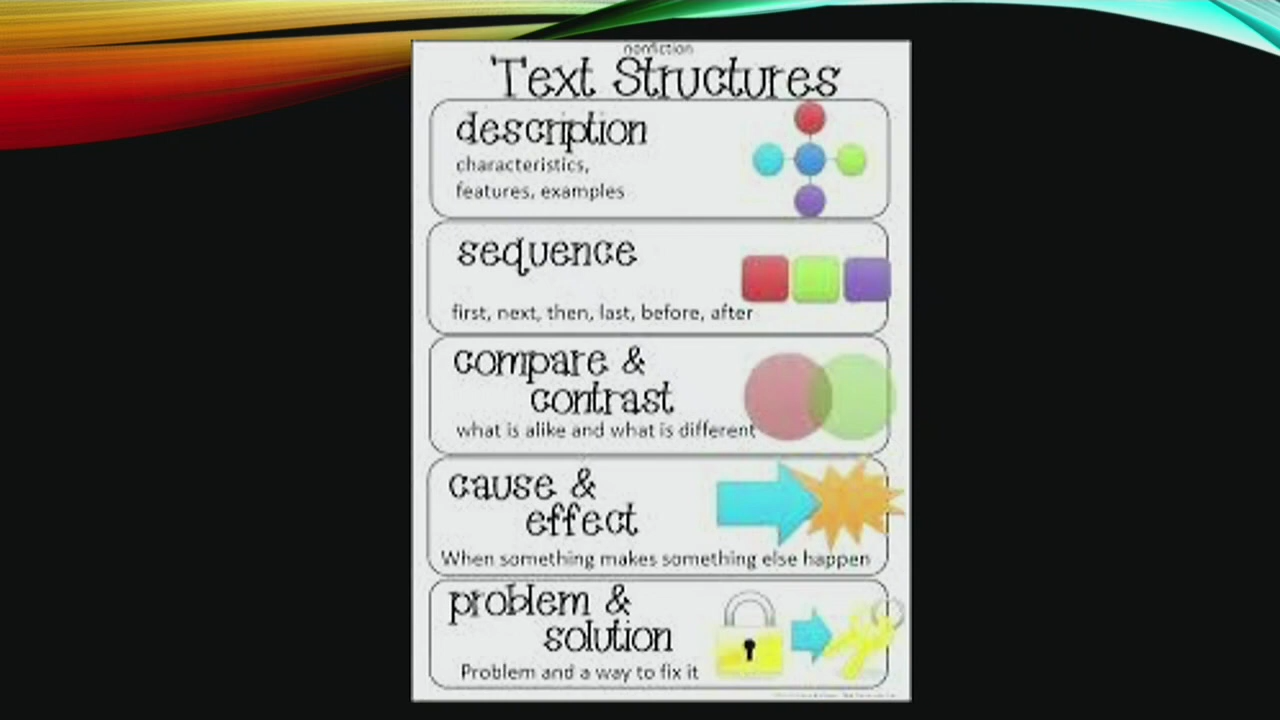 nonfiction
Text Structures
description
characteristics,
features, examples
sequence
first, next, then, last, before, after
compare &
contrast
what is alike and what is different
cause &
effect
When something makes something else happen
problem &
solution
Problem and a way to fix it